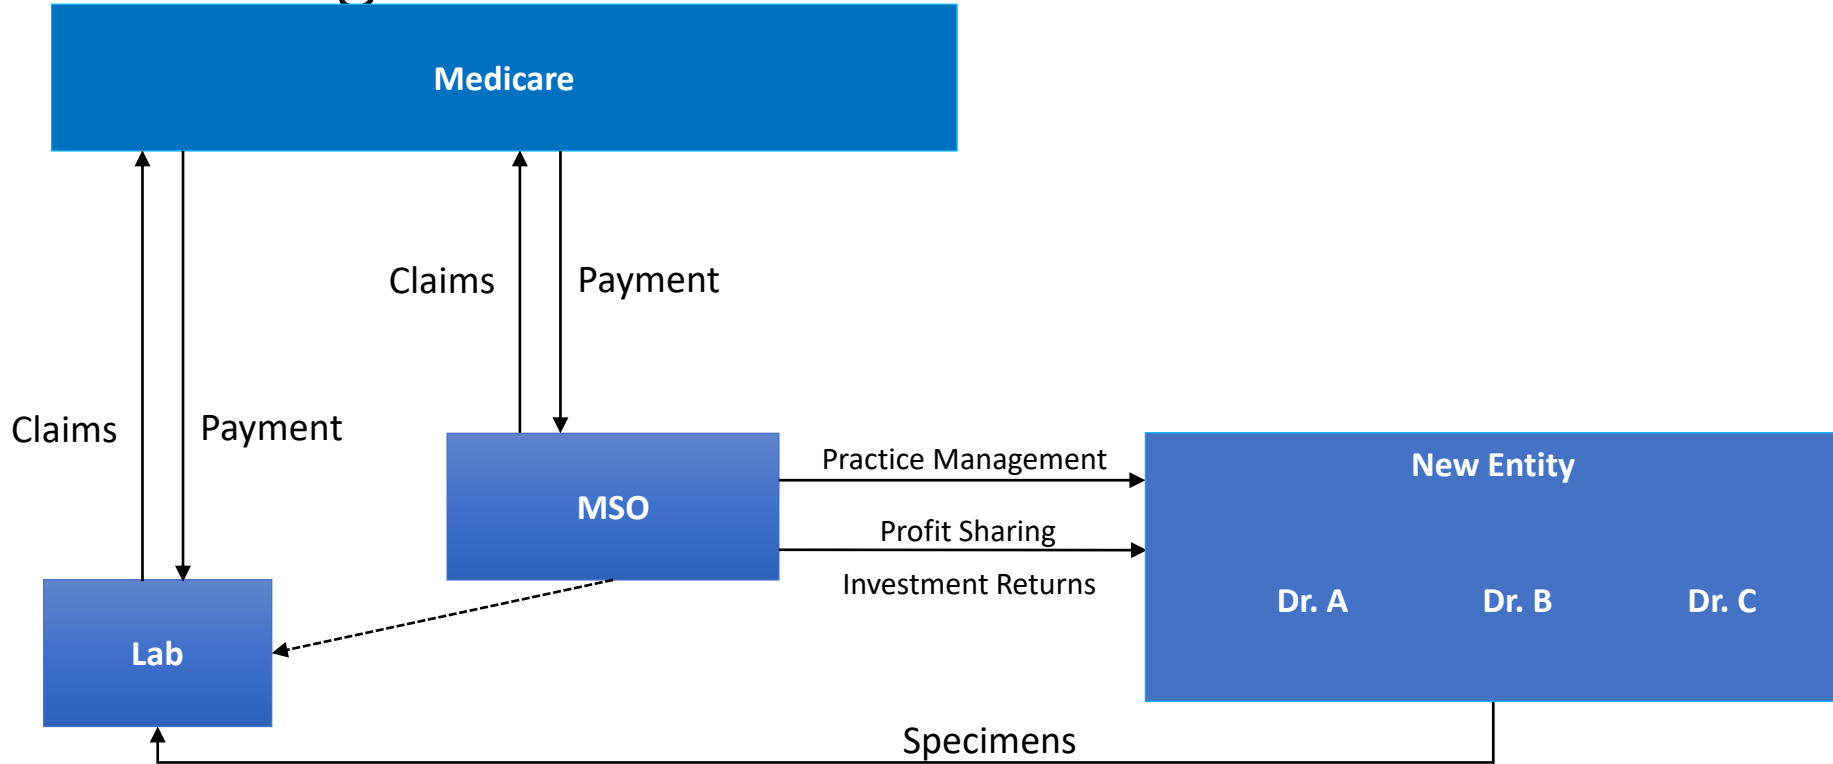 Medicare
Claims
Payment
Claims
Payment
MSO
Practice Management
Profit Sharing
Investment Returns
New Entity
Dr. A
Dr. B
Dr. C
Lab
Specimens